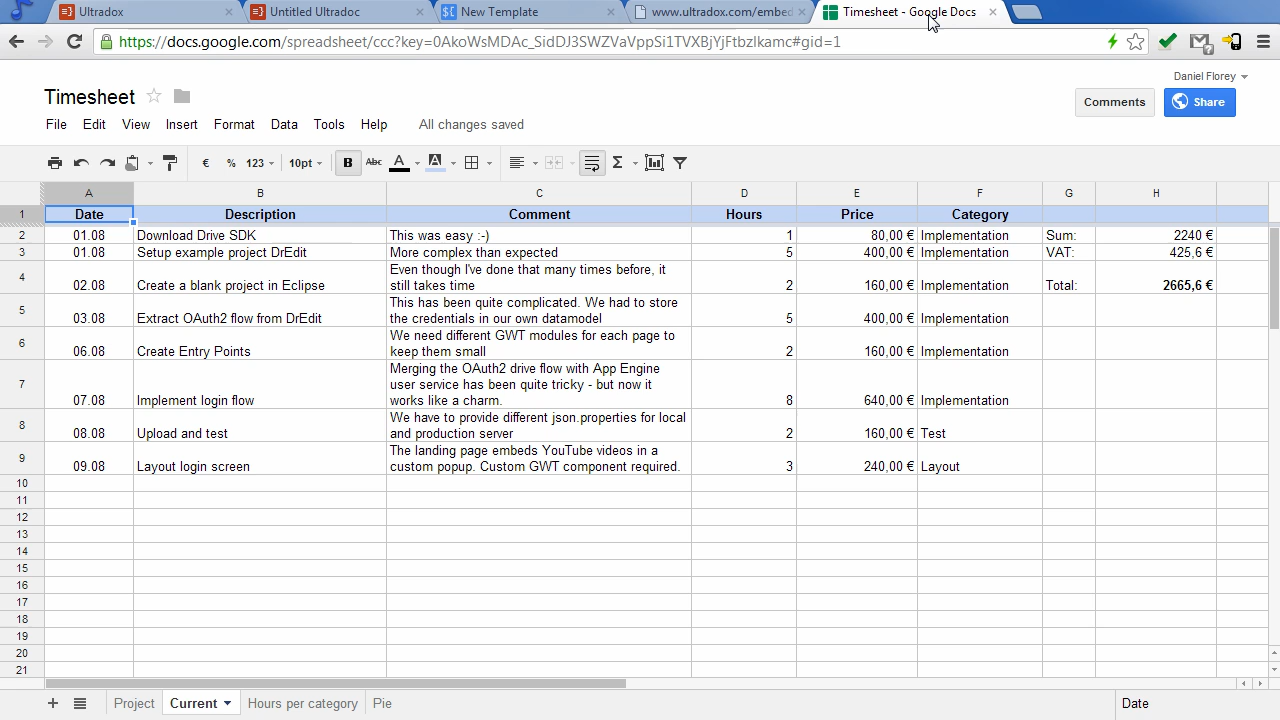 Ultradox
Untitled Ultradoc
New Template
www.ultradox.com/embed
Timesheet - Google Docs
https://docs.google.com/spreadsheet/ccc?key=0AkoWsMDAc_SidDJ3SWZVaVppSi1TVXBjYjFtbzlkamc#gid=1
Daniel Florey
Timesheet
Comments
Share
File Edit View Insert Format Data Tools Help All changes saved
€ % 123 10pt B Abc A A Σ
A B C D E F G H
1 Date Description Comment Hours Price Category
2 01.08 Download Drive SDK This was easy :-) 1 80,00 € Implementation Sum: 2240 €
3 01.08 Setup example project DrEdit More complex than expected 5 400,00 € Implementation VAT: 425,6 €
Even though I've done that many times before, it
4 02.08 Create a blank project in Eclipse still takes time 2 160,00 € Implementation Total: 2665,6 €
This has been quite complicated. We had to store
5 03.08 Extract OAuth2 flow from DrEdit the credentials in our own datamodel 5 400,00 € Implementation
We need different GWT modules for each page to
6 06.08 Create Entry Points keep them small 2 160,00 € Implementation
Merging the OAuth2 drive flow with App Engine
user service has been quite tricky - but now it
7 07.08 Implement login flow works like a charm. 8 640,00 € Implementation
We have to provide different json.properties for local
8 08.08 Upload and test and production server 2 160,00 € Test
The landing page embeds YouTube videos in a
9 09.08 Layout login screen custom popup. Custom GWT component required. 3 240,00 € Layout
10
11
12
13
14
15
16
17
18
19
20
21
Project Current Hours per category Pie Date